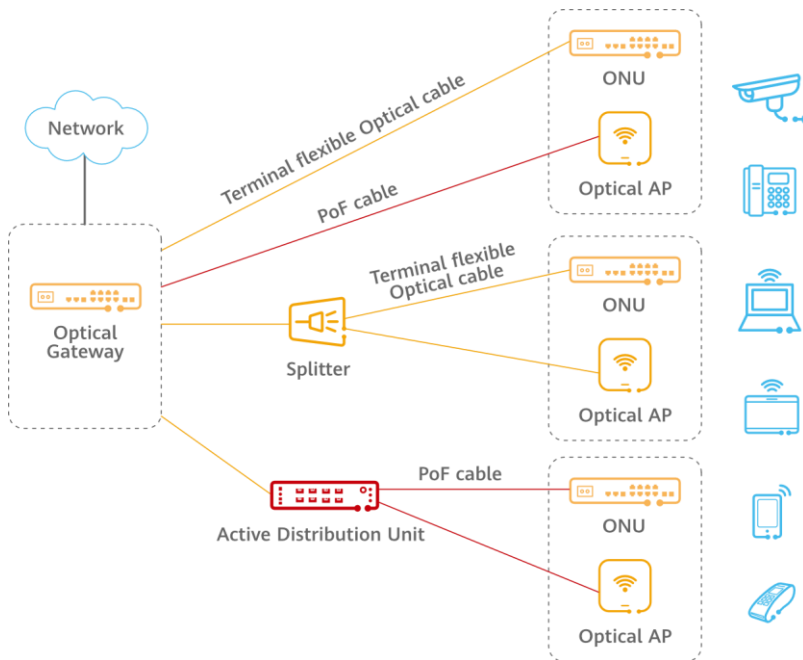 Network
Optical
Gateway
Terminal flexible Optical cable
PoF cable
ONU
Optical AP
Splitter
Terminal flexible
Optical cable
ONU
Optical AP
Active Distribution Unit
PoF cable
ONU
Optical AP